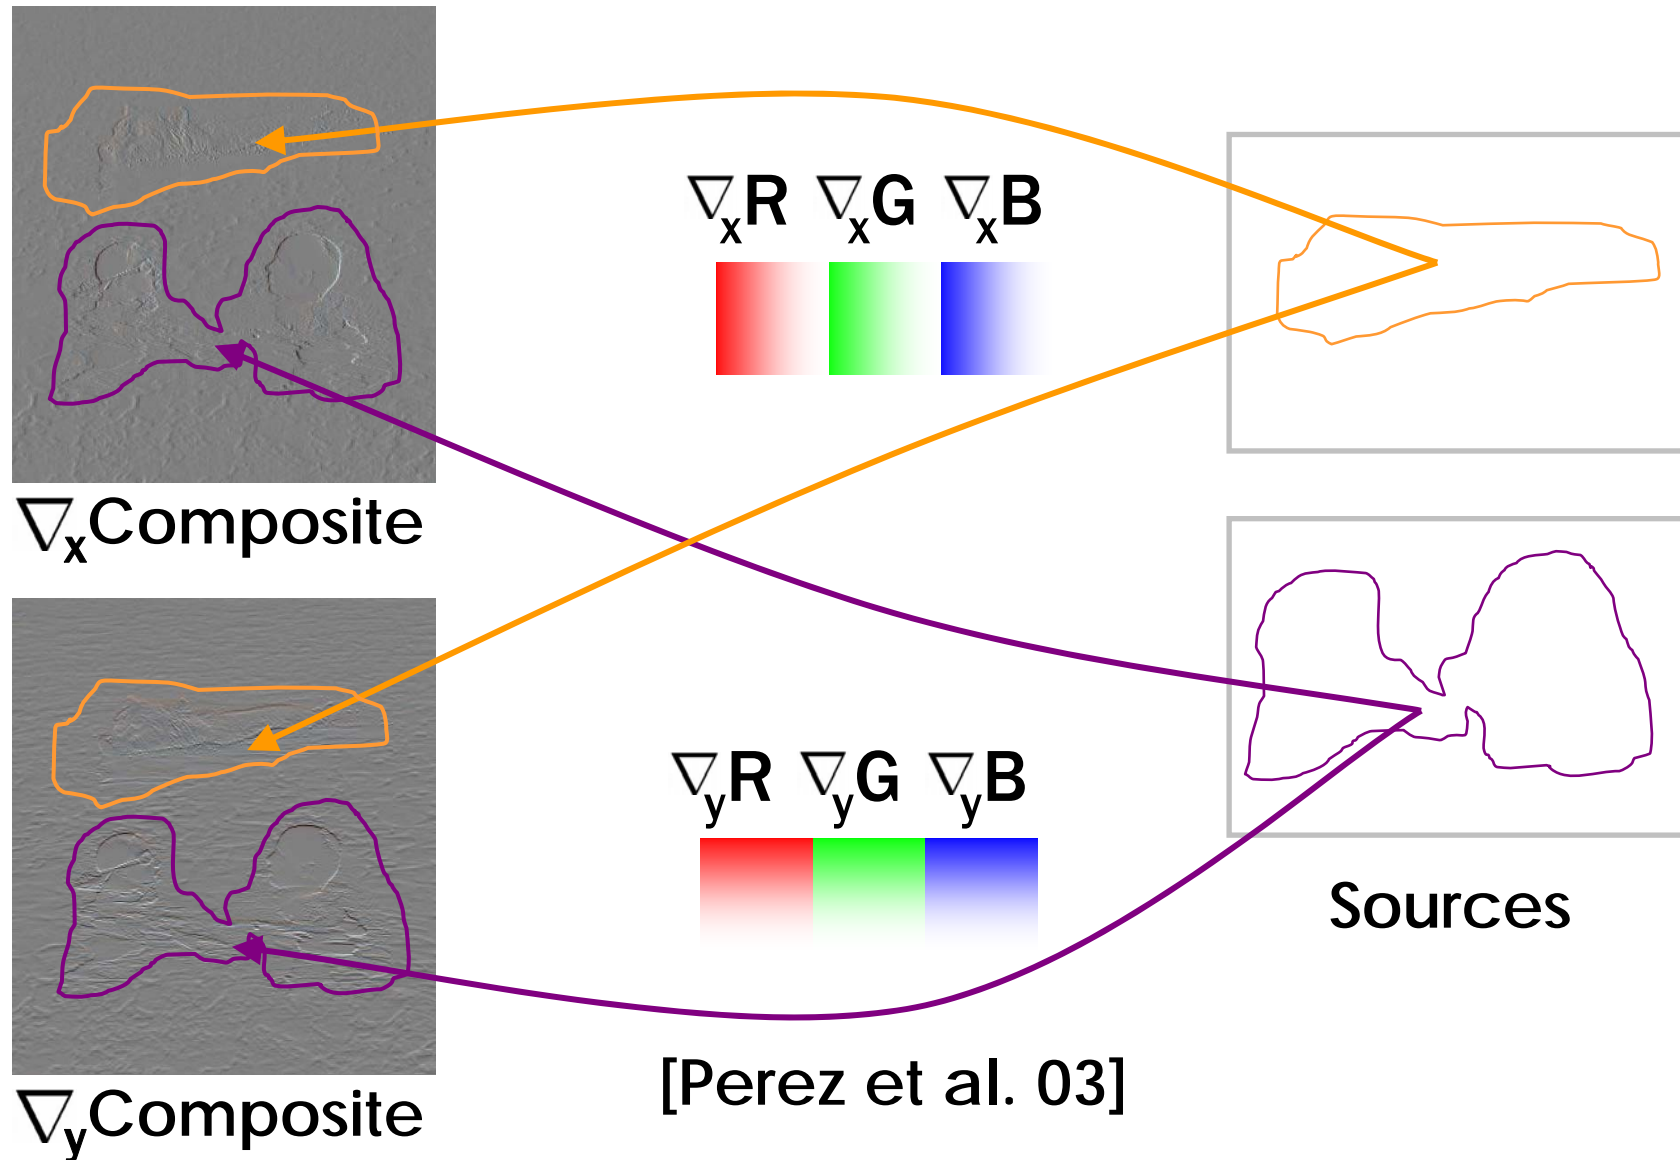 ∇xR ∇xG ∇xB
∇xComposite
∇yR ∇yG ∇yB
Sources
[Perez et al. 03]
∇yComposite